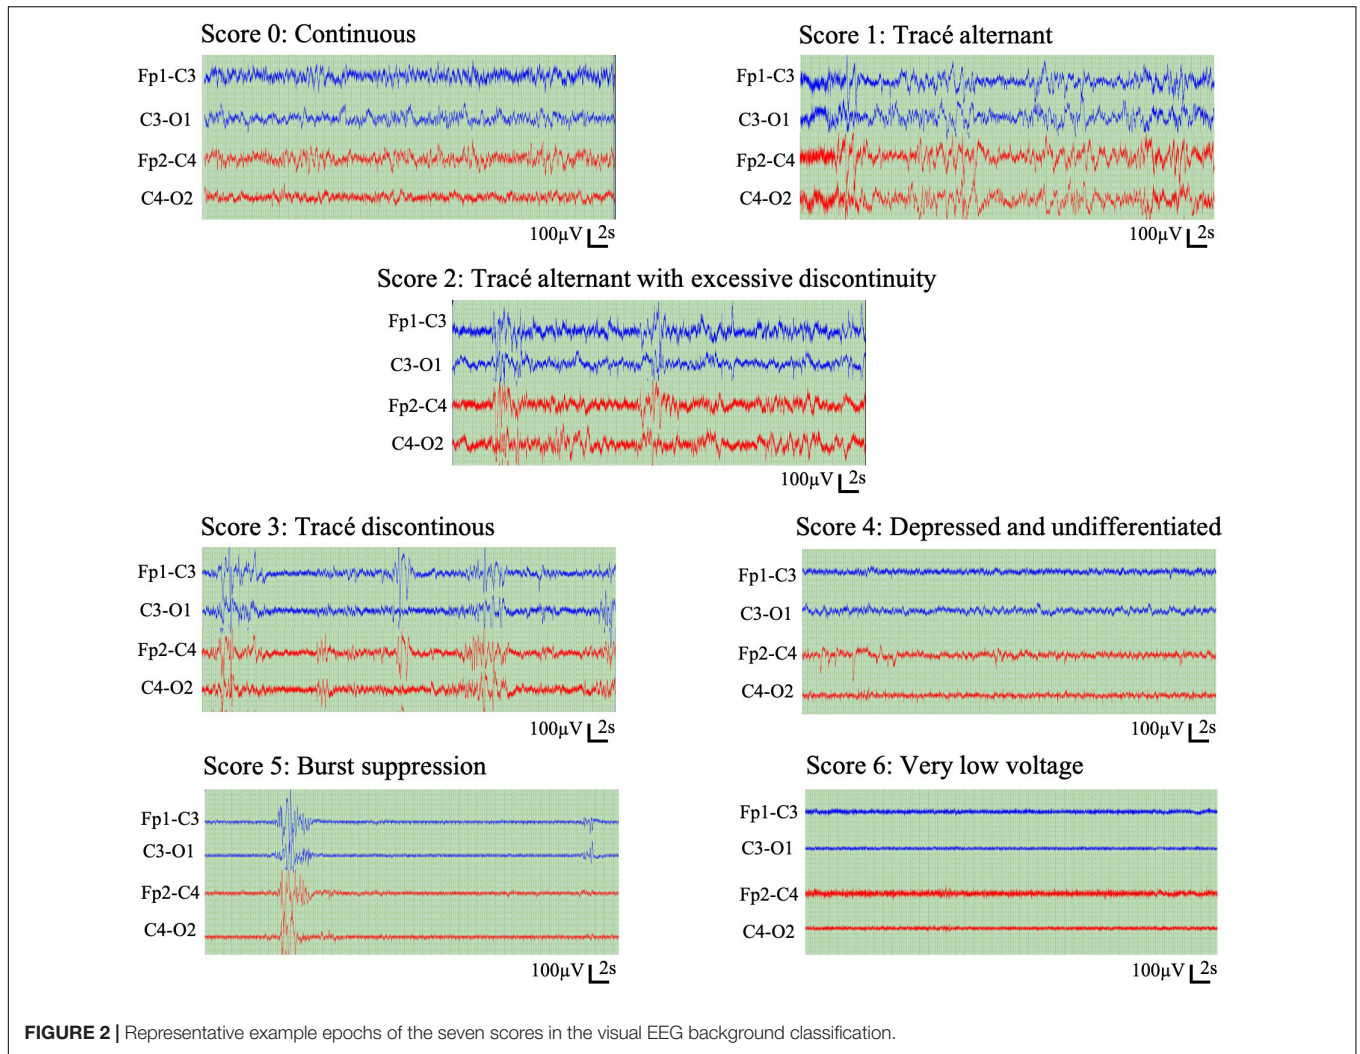 Score 0: Continuous
Fp1-C3
C3-O1
Fp2-C4
C4-O2
100µV 2s
Score 1: Tracé alternant
Fp1-C3
C3-O1
Fp2-C4
C4-O2
100µV 2s
Score 2: Tracé alternant with excessive discontinuity
Fp1-C3
C3-O1
Fp2-C4
C4-O2
100µV 2s
Score 3: Tracé discontinous
Fp1-C3
C3-O1
Fp2-C4
C4-O2
100µV 2s
Score 4: Depressed and undifferentiated
Fp1-C3
C3-O1
Fp2-C4
C4-O2
100µV 2s
Score 5: Burst suppression
Fp1-C3
C3-O1
Fp2-C4
C4-O2
100µV 2s
Score 6: Very low voltage
Fp1-C3
C3-O1
Fp2-C4
C4-O2
100µV 2s
FIGURE 2 | Representative example epochs of the seven scores in the visual EEG background classification.